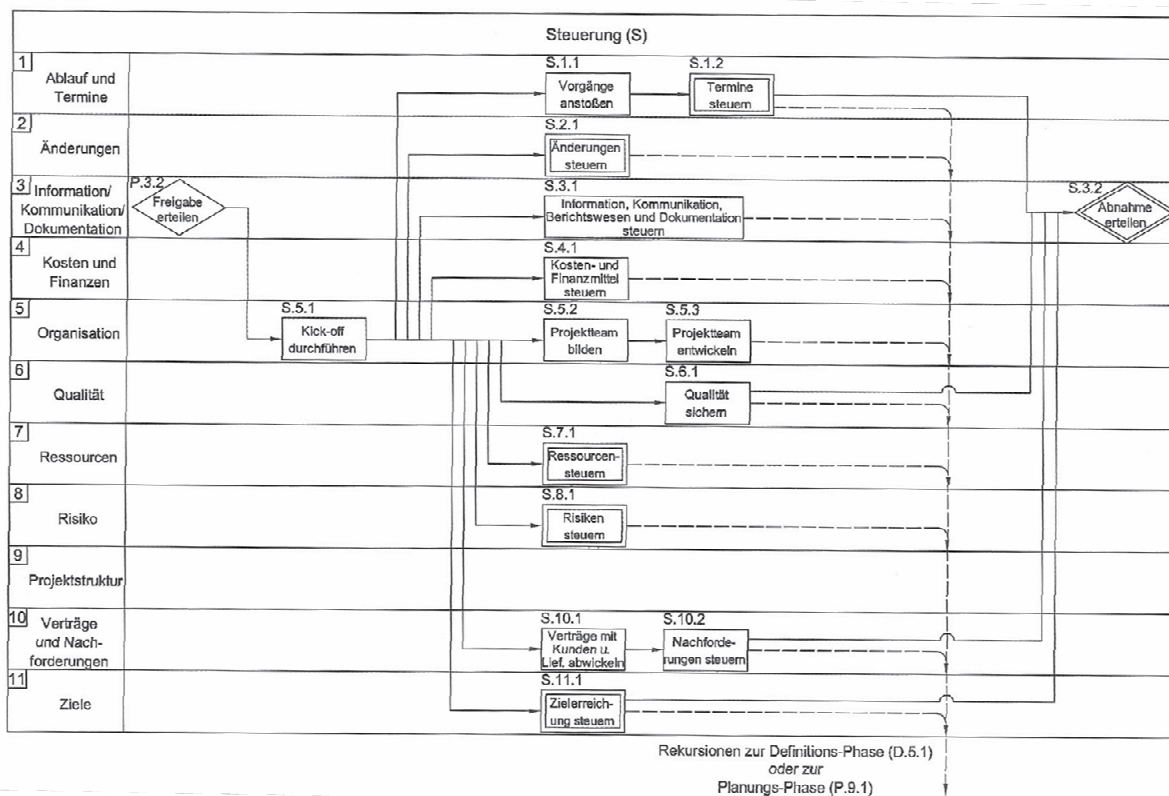 Steuerung (S)
1
Ablauf und
Termine
S.1.1
Vorgänge
anstoßen
S.1.2
Termine
steuern
2
Änderungen
S.2.1
Änderungen
steuern
3
Information/
Kommunikation/
Dokumentation
P.3.2
Freigabe
erteilen
S.3.1
Information, Kommunikation,
Berichtswesen und Dokumentation
steuern
S.3.2
Abnahme
erteilen
4
Kosten und
Finanzen
S.4.1
Kosten- und
Finanzmittel
steuern
5
Organisation
S.5.1
Kick-off
durchführen
S.5.2
Projektteam
bilden
S.5.3
Projektteam
entwickeln
6
Qualität
S.6.1
Qualität
sichern
7
Ressourcen
S.7.1
Ressourcen-
steuern
8
Risiko
S.8.1
Risiken
steuern
9
Projektstruktur
10
Verträge
und Nach-
forderungen
S.10.1
Verträge mit
Kunden u.
Lief. abwickeln
S.10.2
Nachforde-
rungen steuern
11
Ziele
S.11.1
Zielerreich-
ung steuern
Rekursionen zur Definitions-Phase (D.5.1)
oder zur
Planungs-Phase (P.9.1)